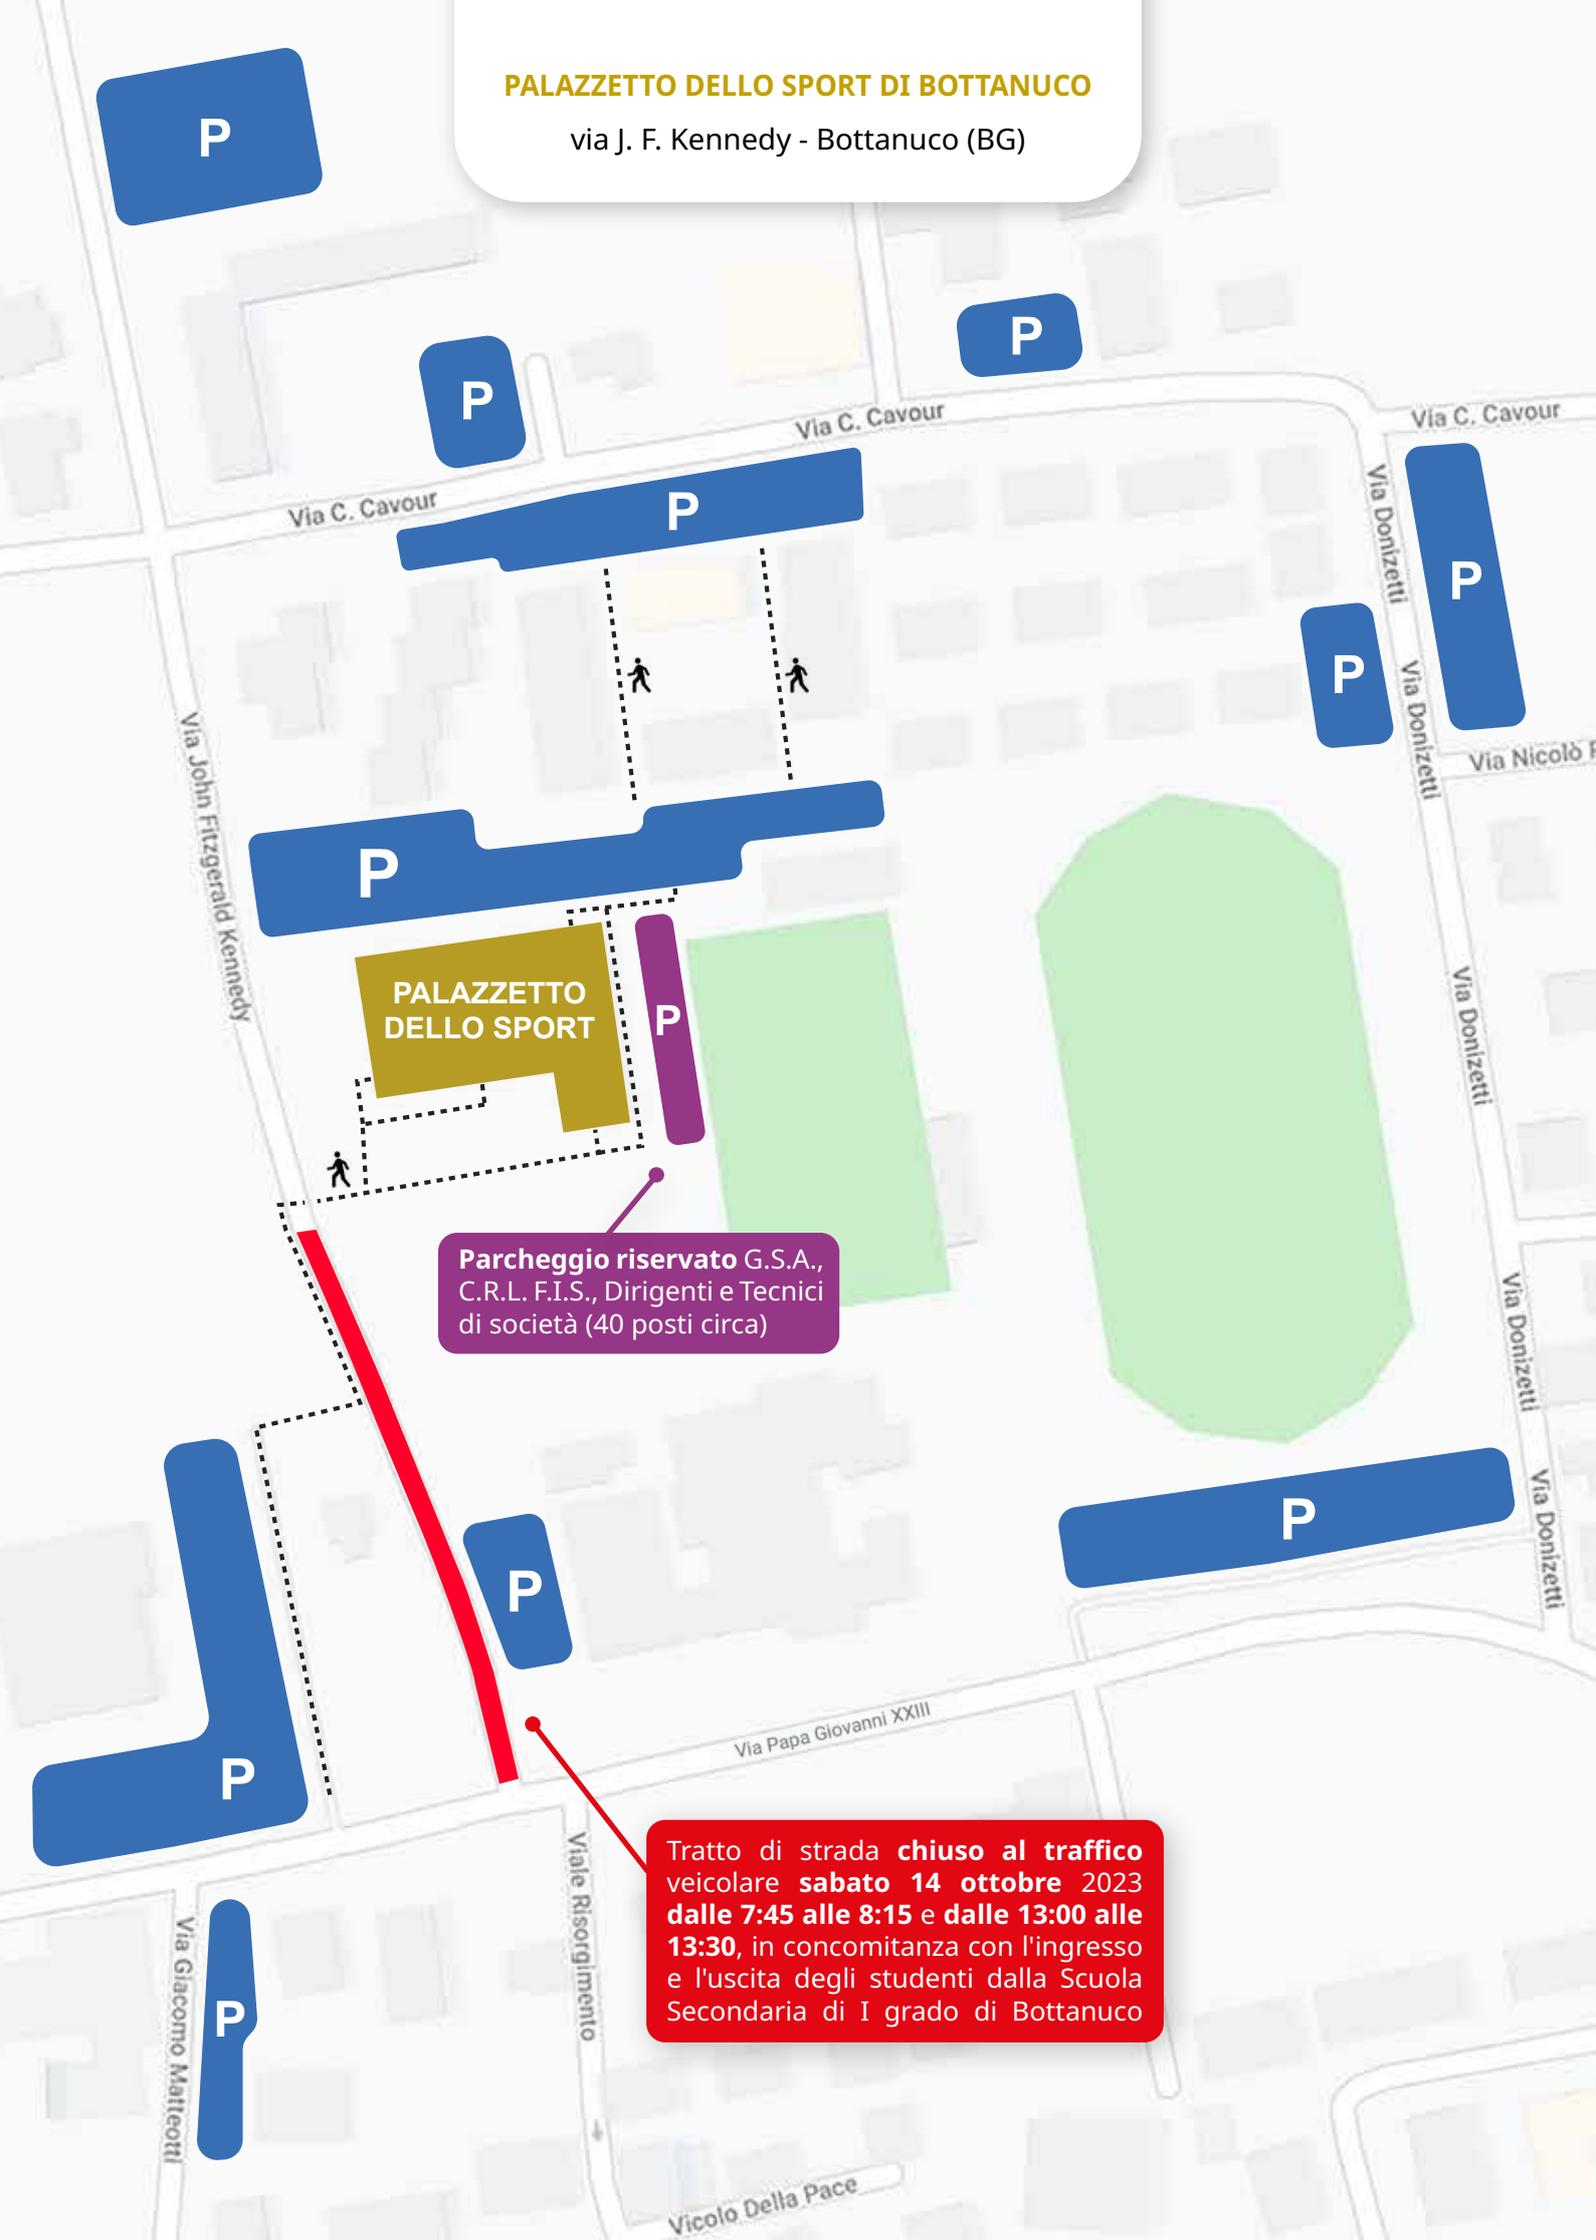 PALAZZETTO DELLO SPORT DI BOTTANUCO
via J. F. Kennedy - Bottanuco (BG)
P
P
P
Via C. Cavour
Via C. Cavour
Via C. Cavour
P
Via Donizetti
P
P
Via Donizetti
Via Nicolò
Via John Fitzgerald Kennedy
P
PALAZZETTO
DELLO SPORT
P
Via Donizetti
Parcheggio riservato G.S.A.,
C.R.L. F.I.S., Dirigenti e Tecnici
di società (40 posti circa)
Via Donizetti
P
Via Donizetti
P
P
Via Papa Giovanni XXIII
Tratto di strada chiuso al traffico
veicolare sabato 14 ottobre 2023
dalle 7:45 alle 8:15 e dalle 13:00 alle
13:30, in concomitanza con l'ingresso
e l'uscita degli studenti dalla Scuola
Secondaria di I grado di Bottanuco
Viale Risorgimento
Via Giacomo Matteotti
P
Vicolo Della Pace